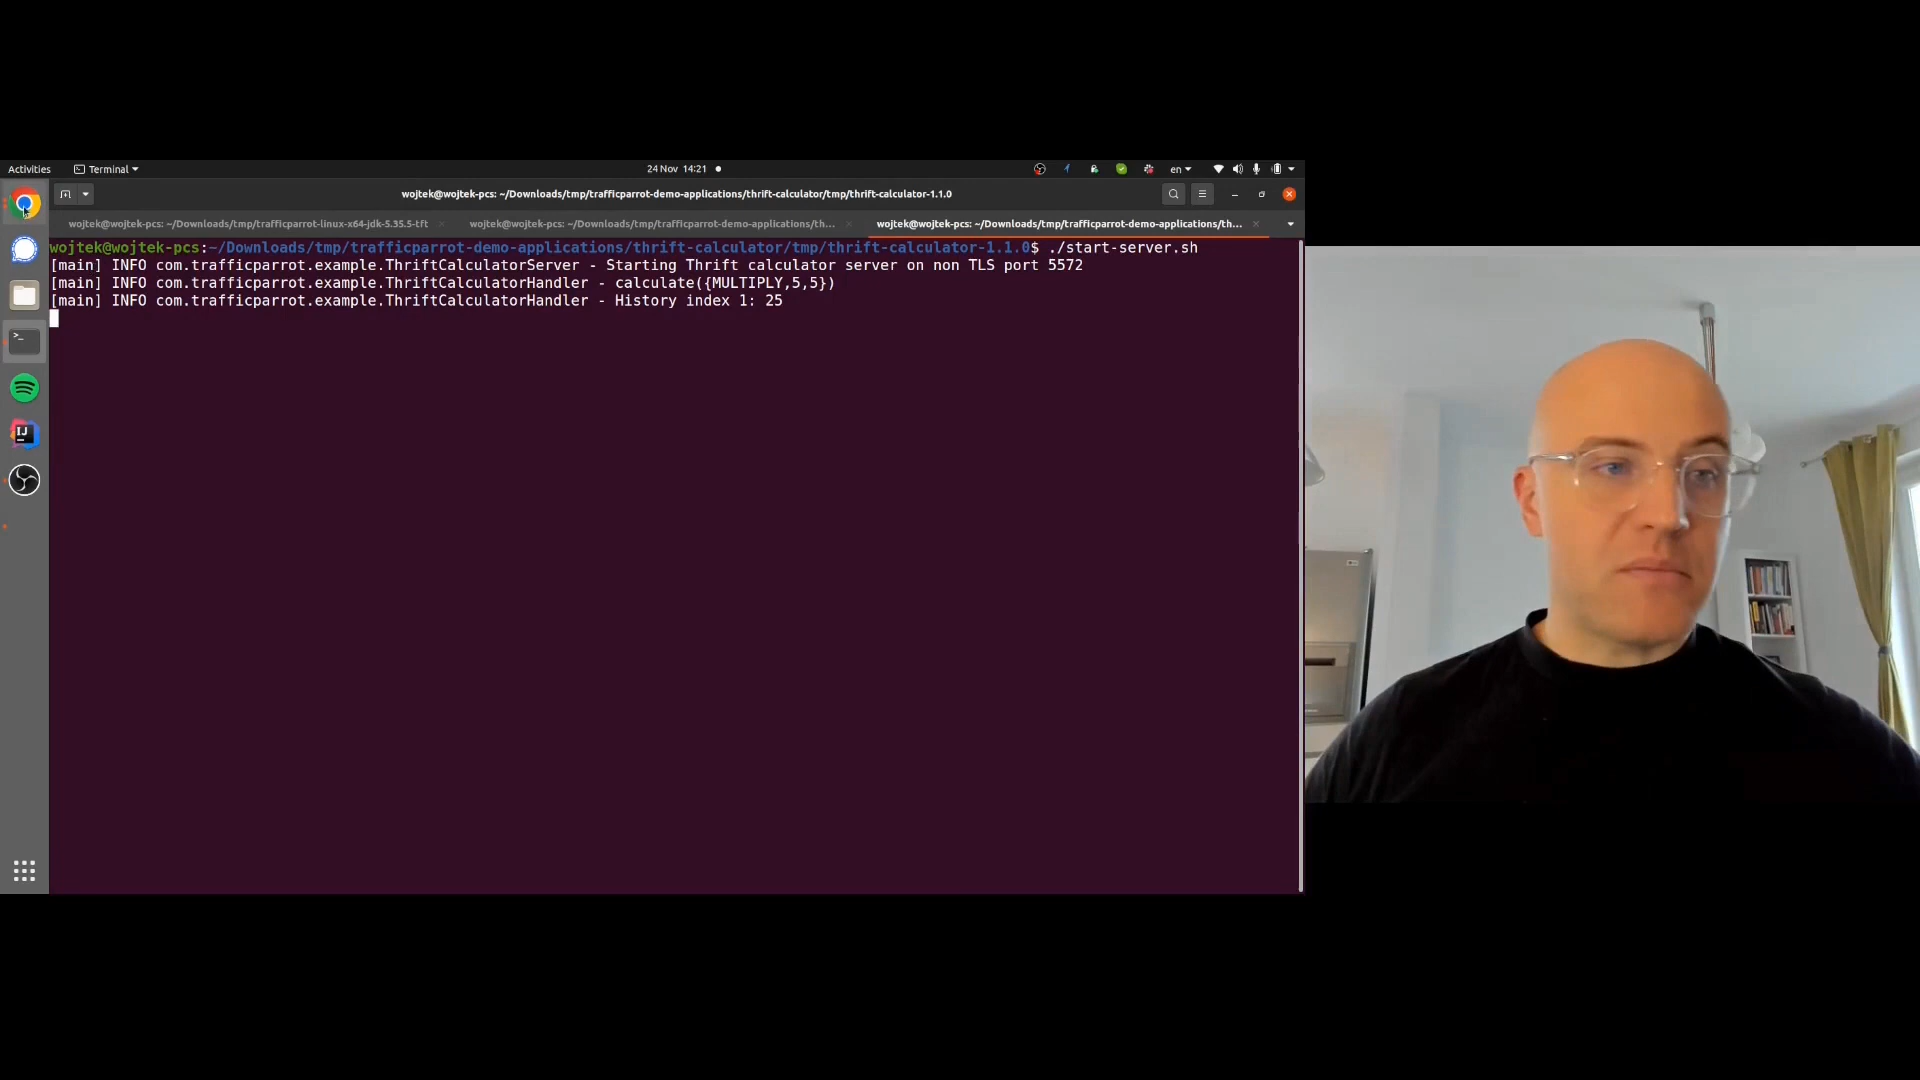 Activities
Terminal
24 Nov 14:21
en
wojtek@wojtek-pcs: ~/Downloads/tmp/trafficparrot-demo-applications/thrift-calculator/tmp/thrift-calculator-1.1.0
wojtek@wojtek-pcs: ~/Downloads/tmp/trafficparrot-linux-x64-jdk-5.35.5-tft
wojtek@wojtek-pcs: ~/Downloads/tmp/trafficparrot-demo-applications/th...
wojtek@wojtek-pcs: ~/Downloads/tmp/trafficparrot-demo-applications/th...
wojtek@wojtek-pcs:~/Downloads/tmp/trafficparrot-demo-applications/thrift-calculator/tmp/thrift-calculator-1.1.0$ ./start-server.sh
[main] INFO com.trafficparrot.example.ThriftCalculatorServer - Starting Thrift calculator server on non TLS port 5572
[main] INFO com.trafficparrot.example.ThriftCalculatorHandler - calculate({MULTIPLY,5,5})
[main] INFO com.trafficparrot.example.ThriftCalculatorHandler - History index 1: 25
IJ